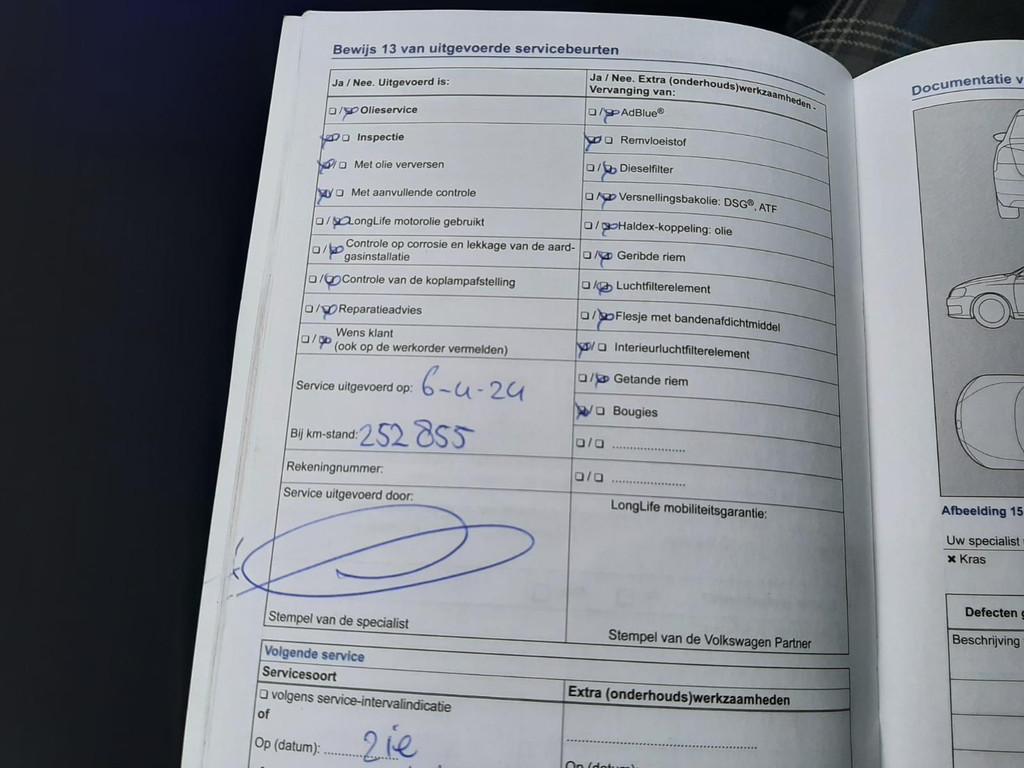 Bewijs 13 van uitgevoerde servicebeurten
Ja / Nee. Uitgevoerd is:
❑ / Olieservice
❑ Inspectie
/ ❑ Met olie verversen
/ ❑ Met aanvullende controle
❑ / LongLife motorolie gebruikt
❑ / Controle op corrosie en lekkage van de aard-
gasinstallatie
❑ / Controle van de koplampafstelling
❑ / Reparatieadvies
❑ / Wens klant
(ook op de werkorder vermelden)
Service uitgevoerd op: 6-4-24
Bij km-stand: 252855
Rekeningnummer:
Service uitgevoerd door:
Stempel van de specialist
Ja / Nee. Extra (onderhouds)werkzaamheden -
Vervanging van:
❑ / AdBlue®
❑ Remvloeistof
❑ / Dieselfilter
❑ / Versnellingsbakolie: DSG®, ATF
❑ / Haldex-koppeling: olie
❑ / Geribde riem
❑ / Luchtfilterelement
❑ / Flesje met bandenafdichtmiddel
/ ❑ Interieurluchtfilterelement
❑ / Getande riem
/ ❑ Bougies
❑ / ❑ ......................
❑ / ❑ ......................
LongLife mobiliteitsgarantie:
Stempel van de Volkswagen Partner
Volgende service
Servicesoort
❑ volgens service-intervalindicatie
of
Op (datum): zie
Extra (onderhouds)werkzaamheden
Op (datum):
Documentatie v
Afbeelding 15
Uw specialist
✖ Kras
Defecten
Beschrijving